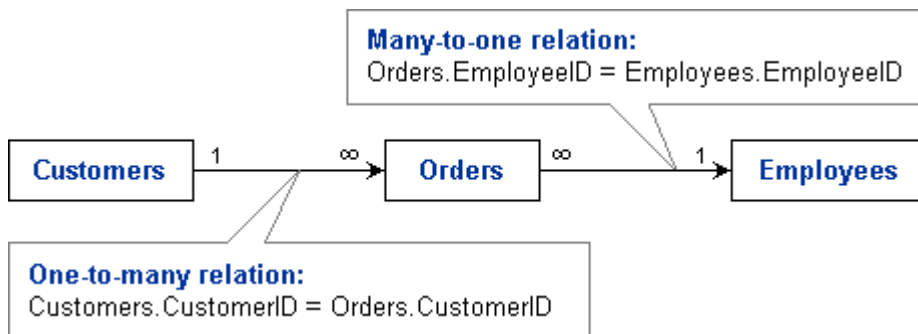 Many-to-one relation:
Orders.EmployeeID = Employees.EmployeeID
Customers 1 ∞ Orders ∞ 1 Employees
One-to-many relation:
Customers.CustomerID = Orders.CustomerID